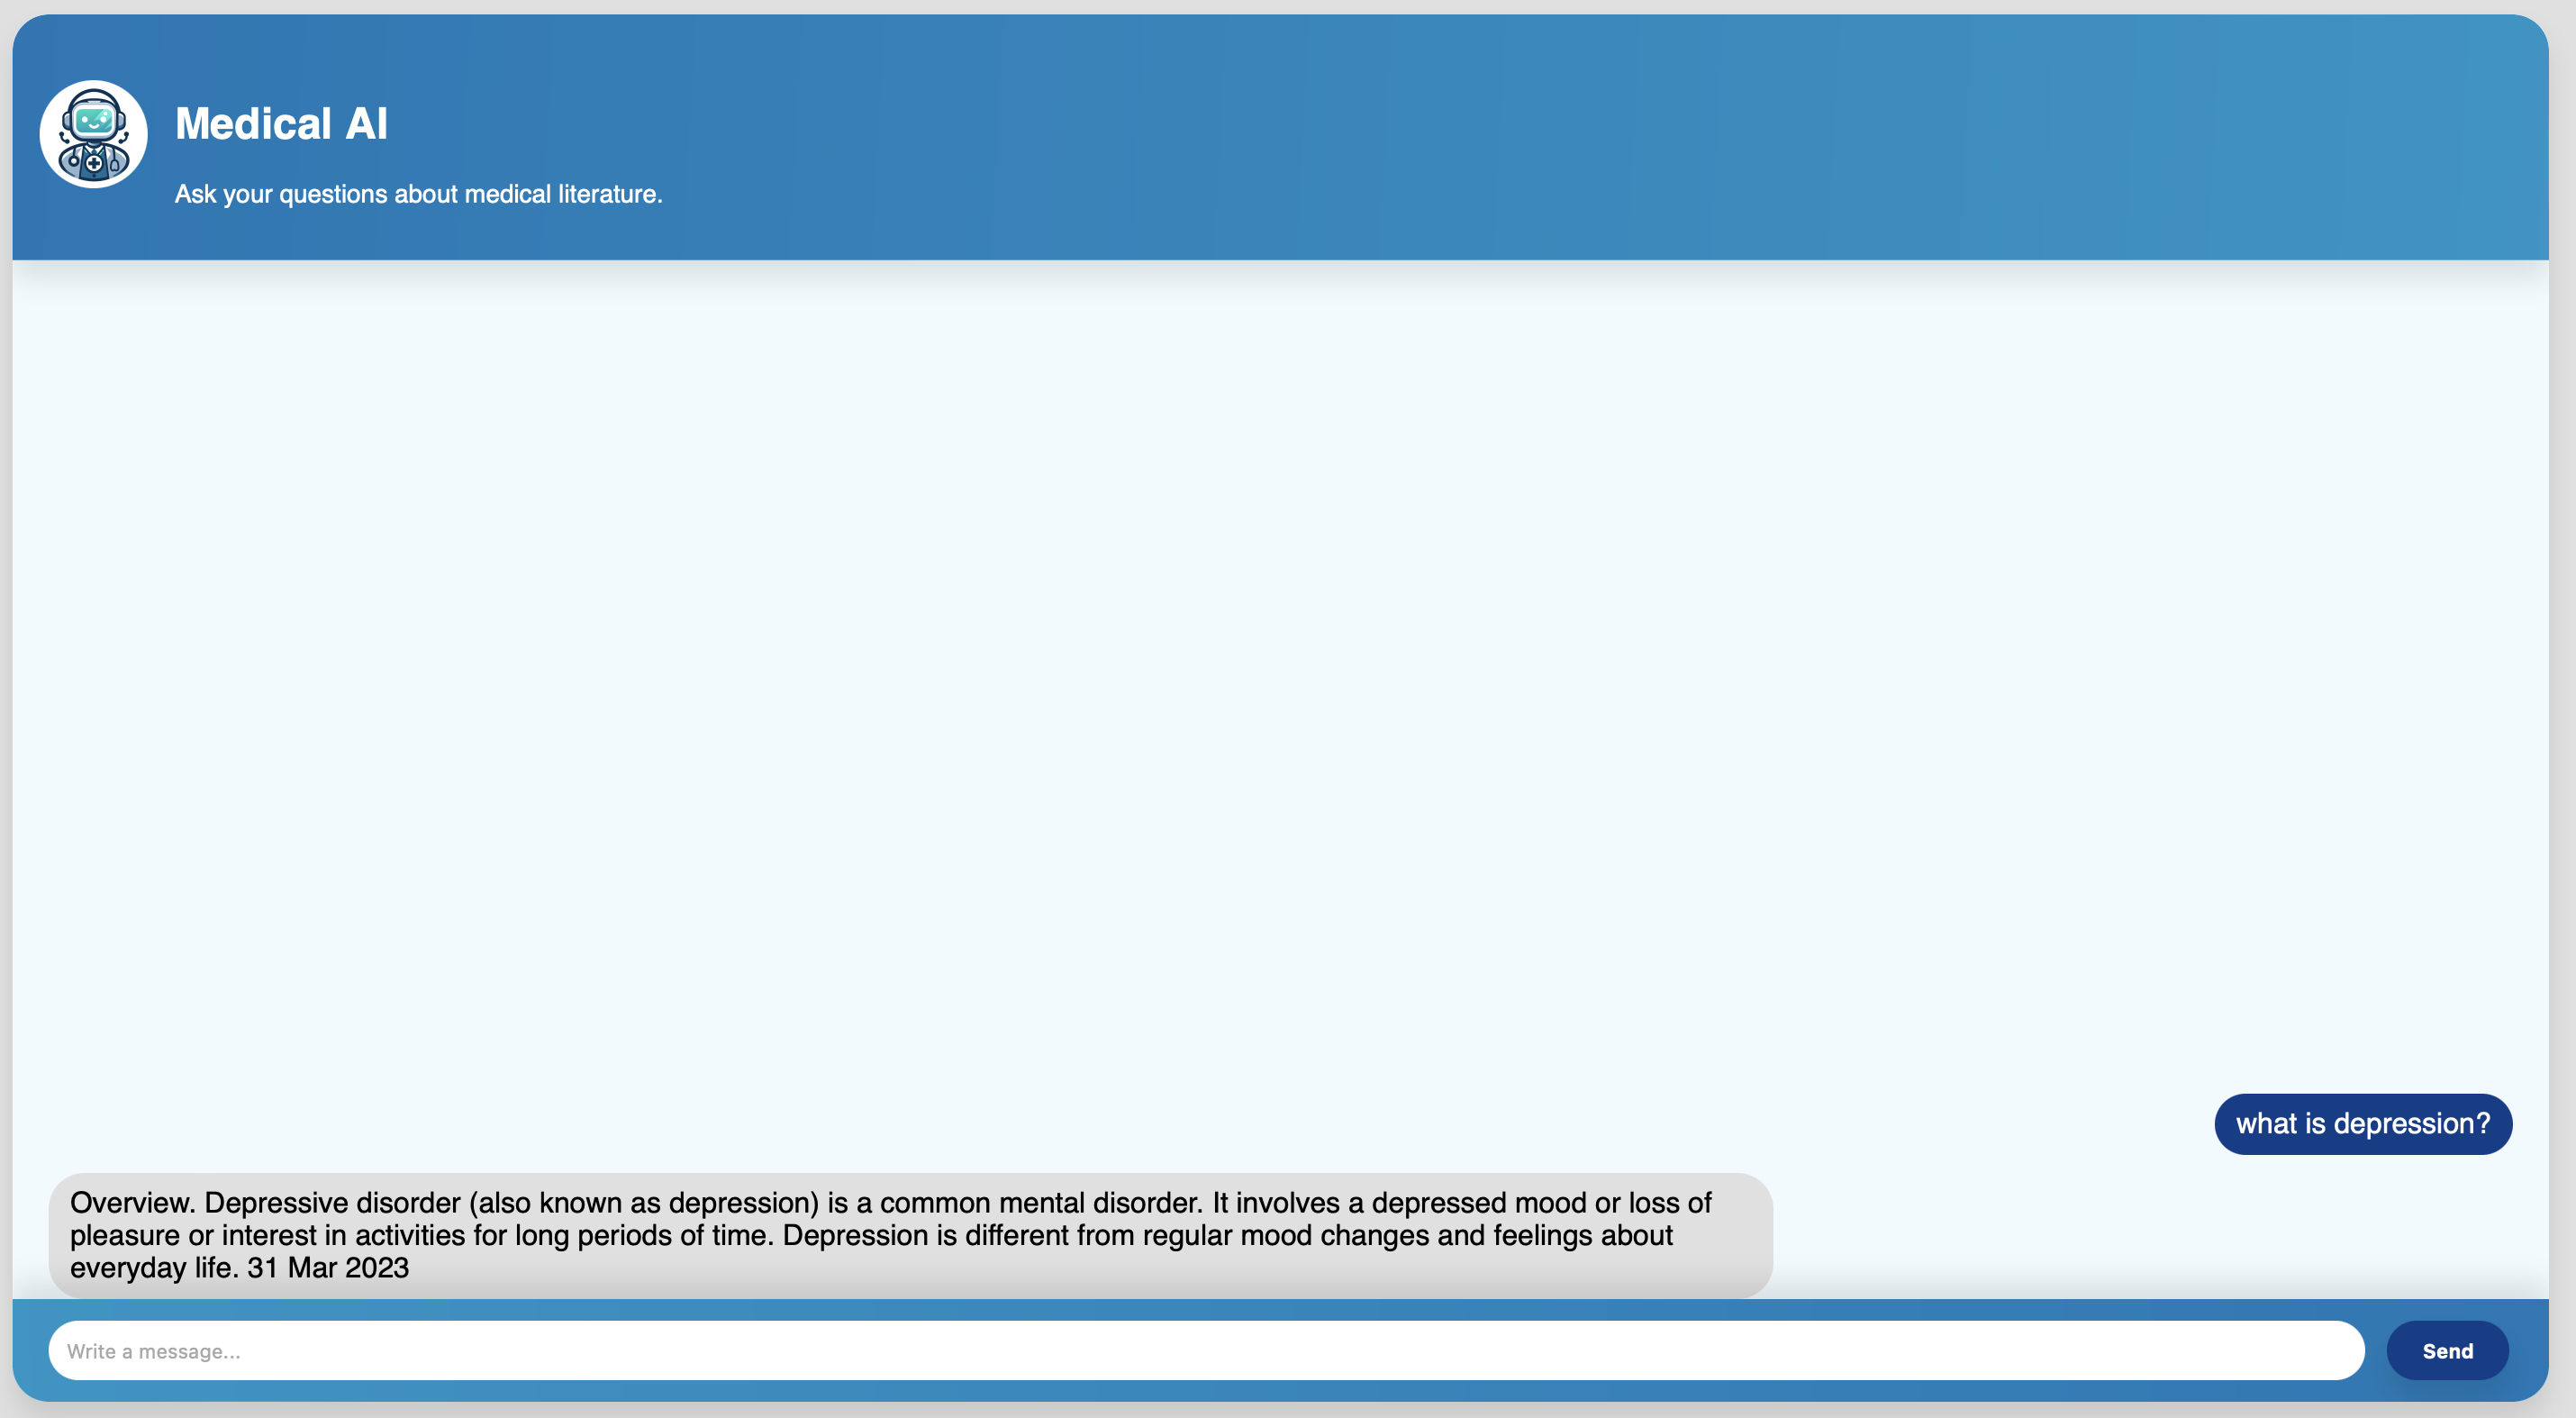 Medical AI
Ask your questions about medical literature.
what is depression?
Overview. Depressive disorder (also known as depression) is a common mental disorder. It involves a depressed mood or loss of
pleasure or interest in activities for long periods of time. Depression is different from regular mood changes and feelings about
everyday life. 31 Mar 2023
Write a message...
Send